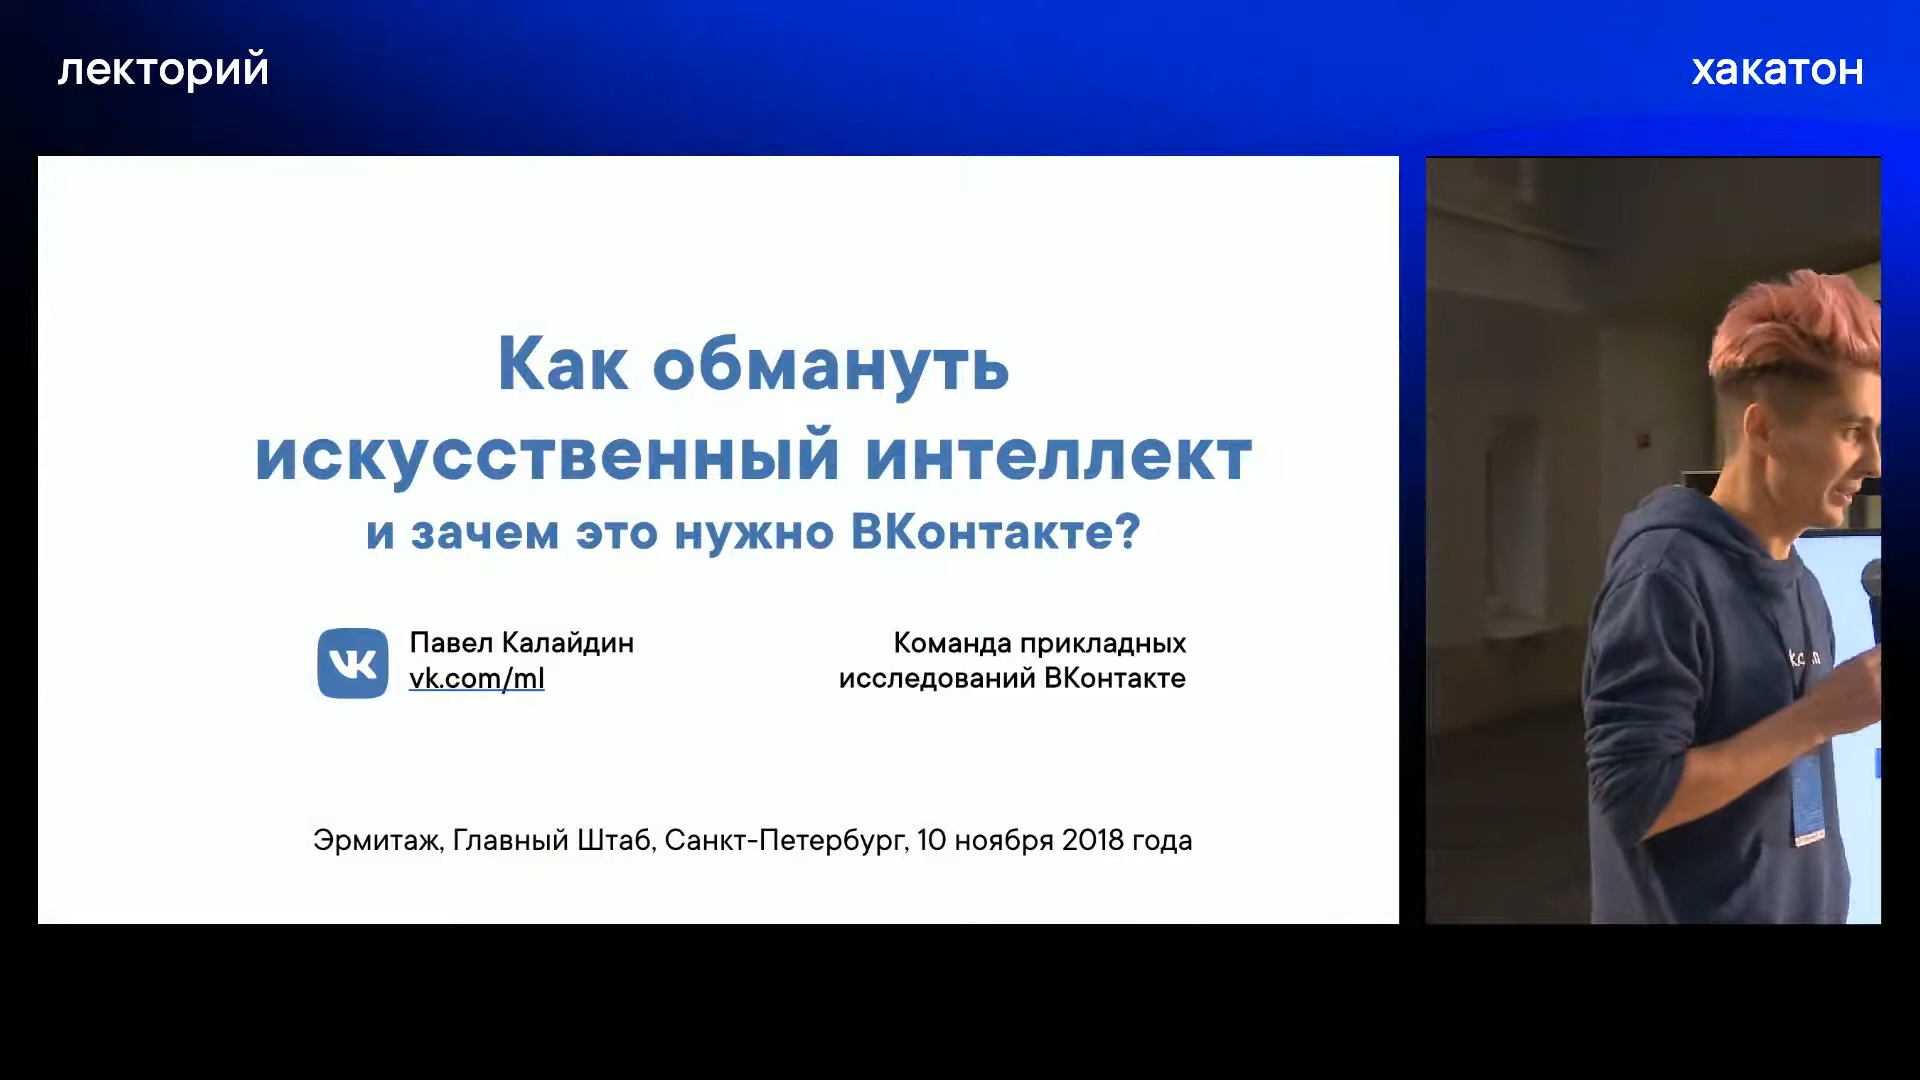 лекторий
хакатон
Как обмануть
искусственный интеллект
и зачем это нужно ВКонтакте?
Павел Калайдин
vk.com/ml
Команда прикладных
исследований ВКонтакте
Эрмитаж, Главный Штаб, Санкт-Петербург, 10 ноября 2018 года